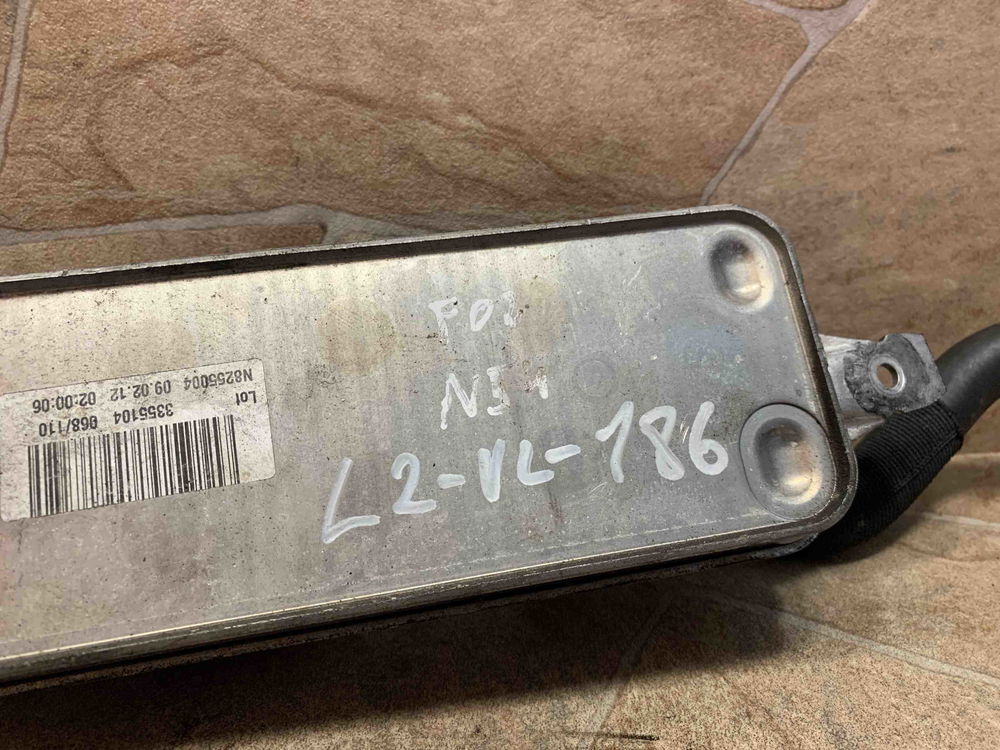 F01
N54
L2-VL-186
Lot
3355104 068/110
N8255004 09.02.12 02:00:06